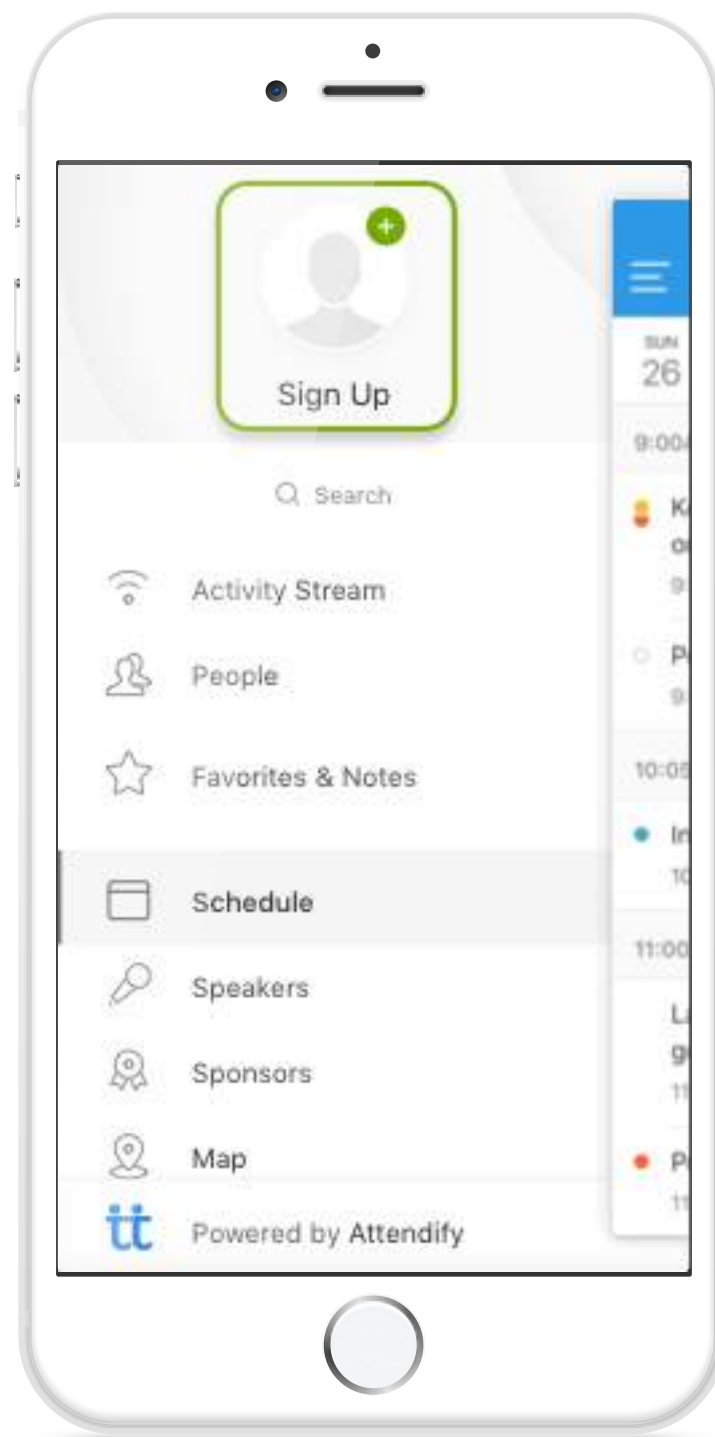 Sign Up
Search
Activity Stream
People
Favorites & Notes
Schedule
Speakers
Sponsors
Map
Powered by Attendify
SUN
26
9:00
10:05
11:00